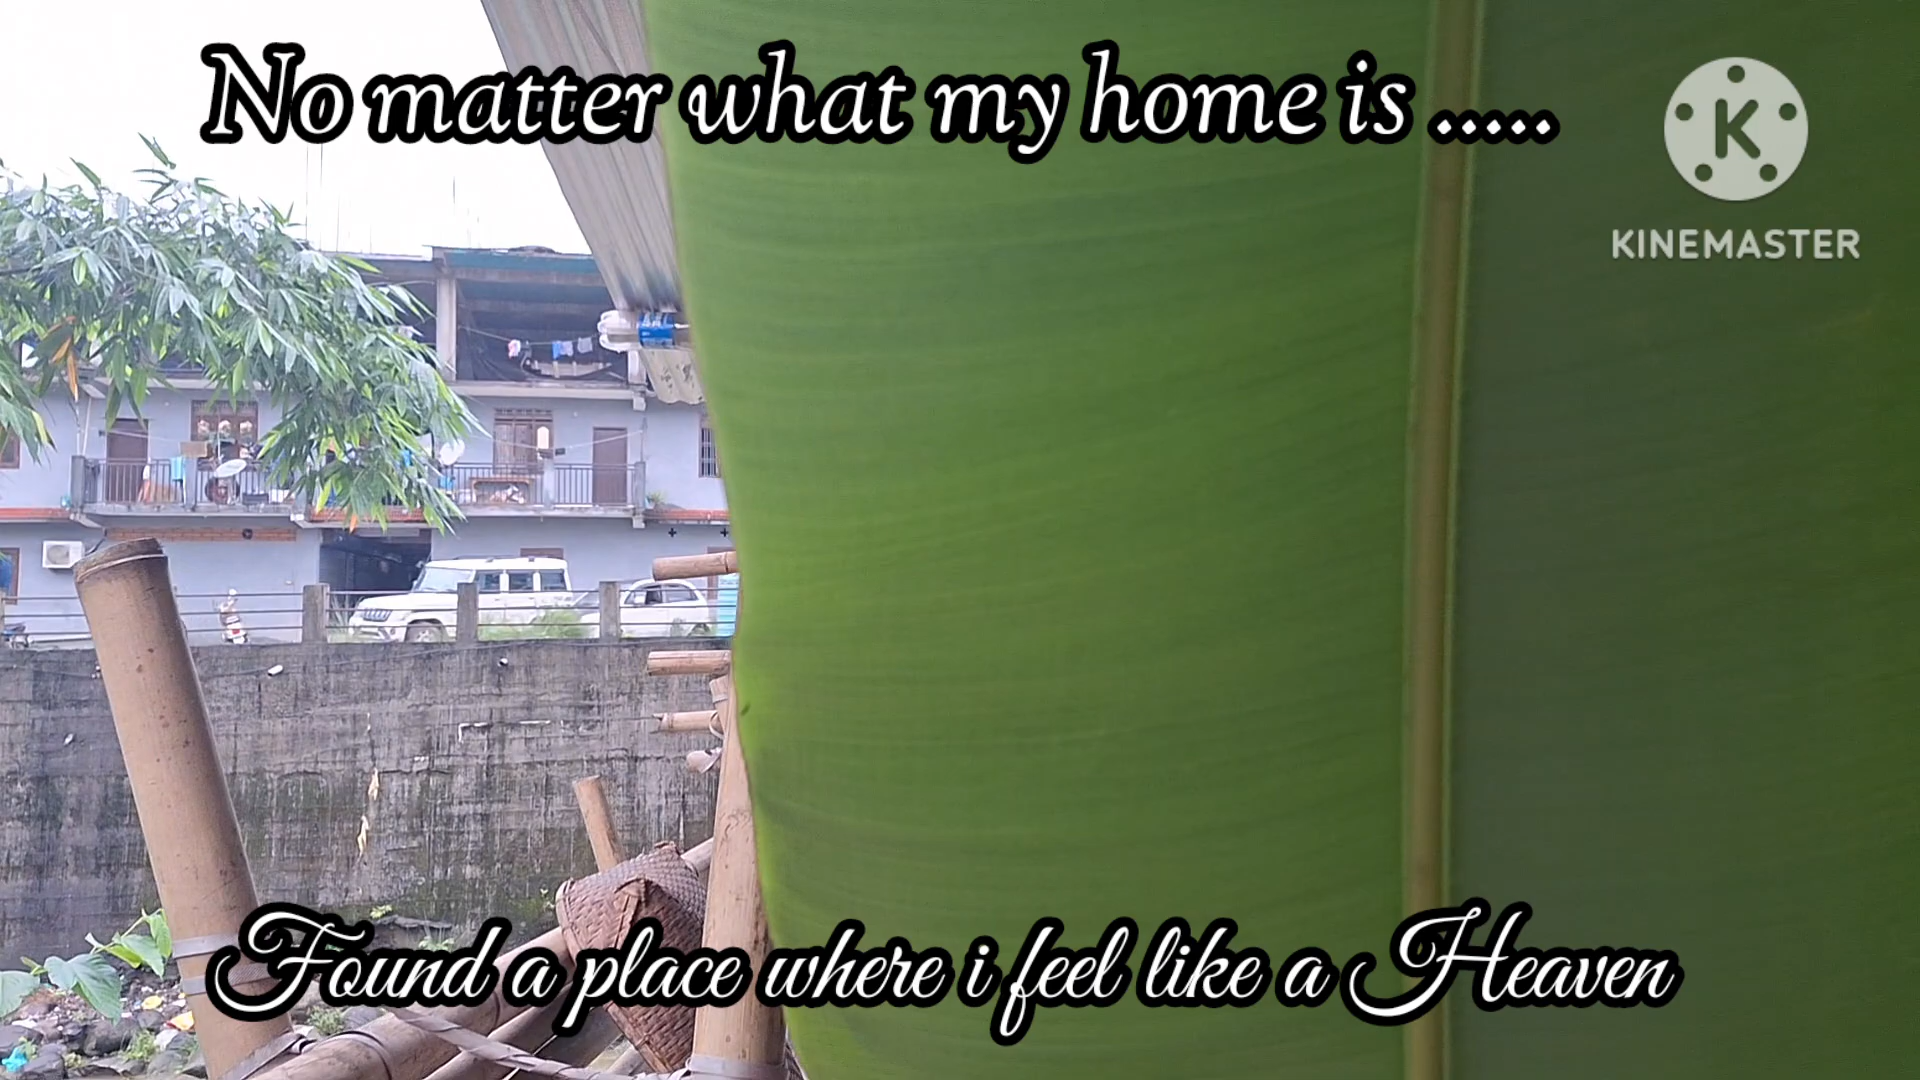 No matter what my home is .....
K
KINEMASTER
Found a place where i feel like a Heaven